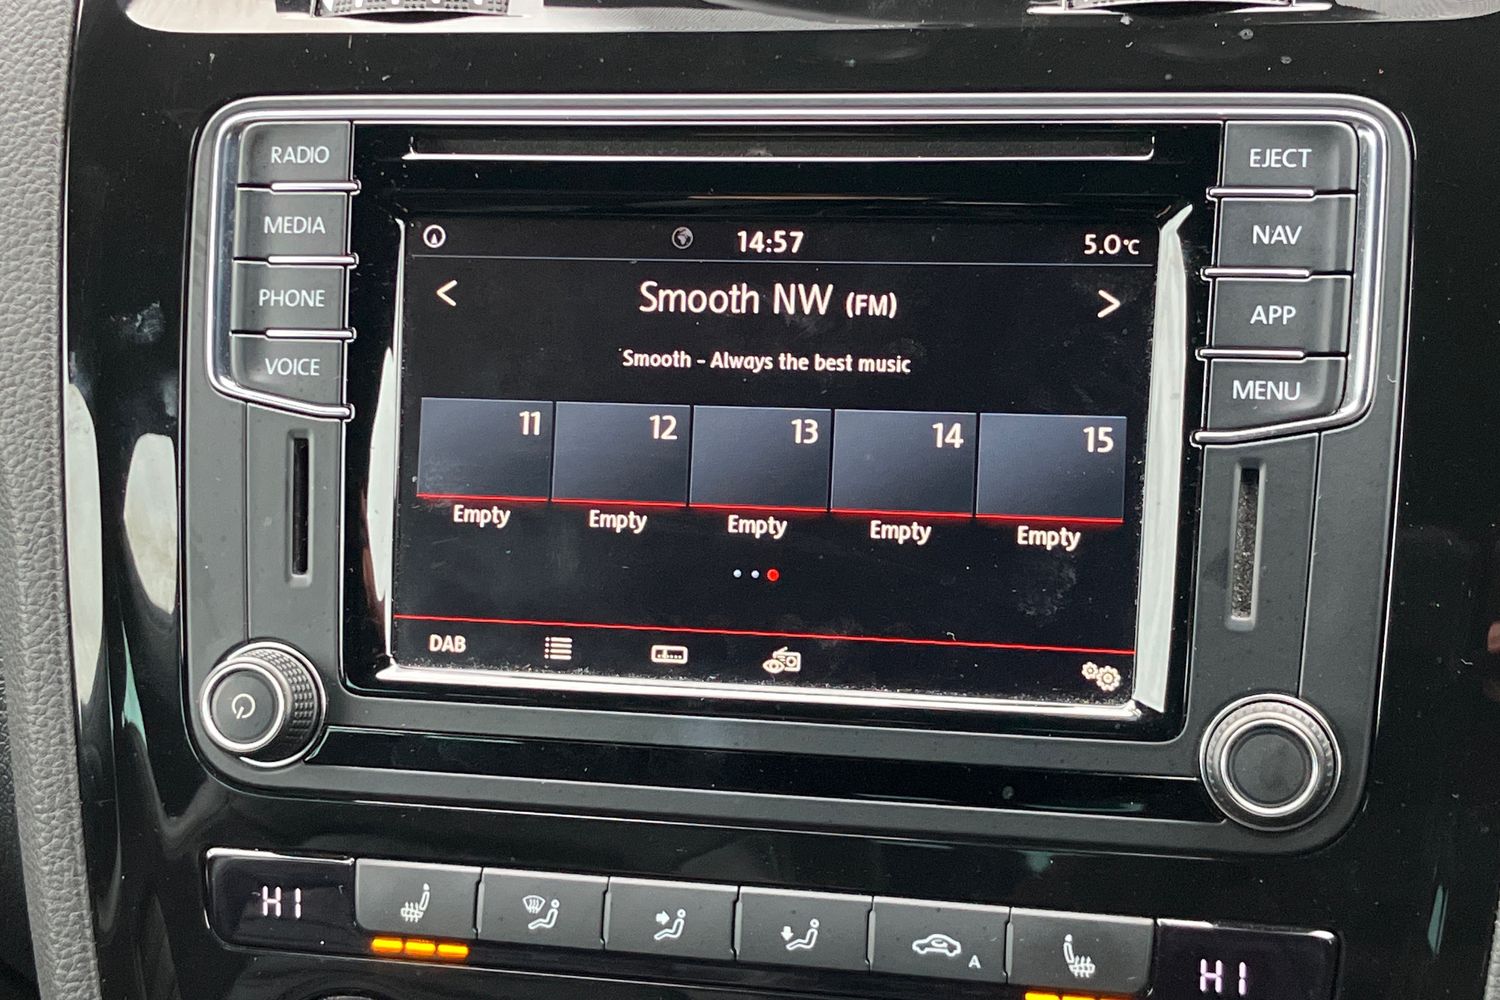 RADIO
MEDIA
PHONE
VOICE
EJECT
NAV
APP
MENU
14:57
5.0°C
< Smooth NW (FM) >
Smooth - Always the best music
11 12 13 14 15
Empty Empty Empty Empty Empty
DAB
HI
A
HI